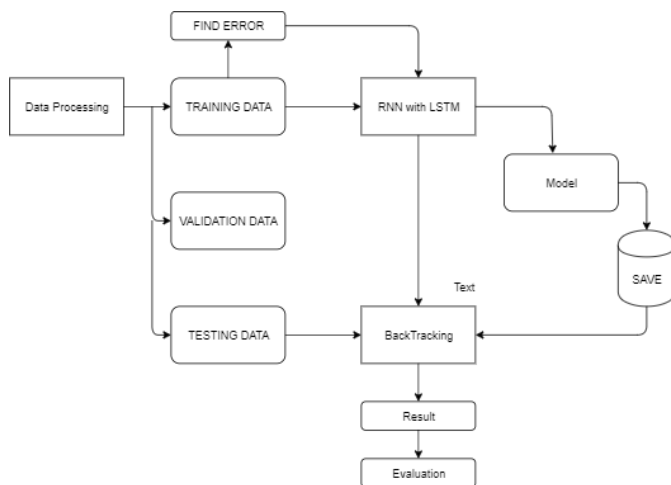 FIND ERROR
Data Processing
TRAINING DATA
RNN with LSTM
Model
VALIDATION DATA
SAVE
Text
TESTING DATA
BackTracking
Result
Evaluation